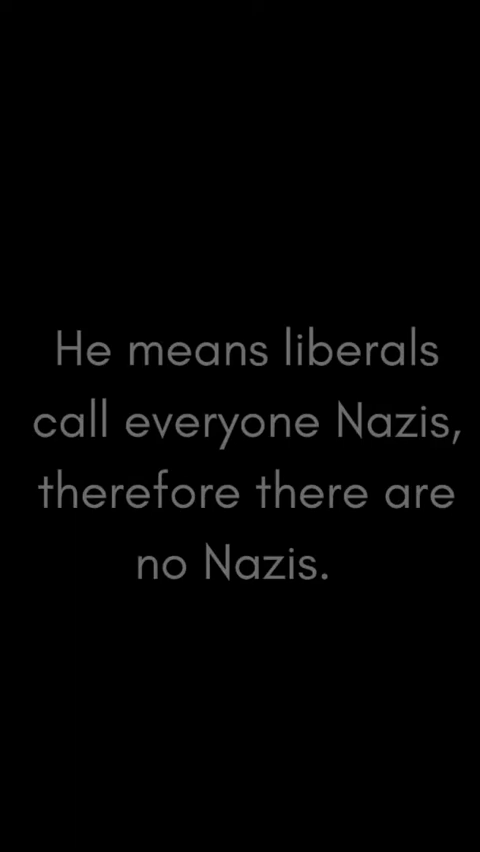 He means liberals
call everyone Nazis,
therefore there are
no Nazis.